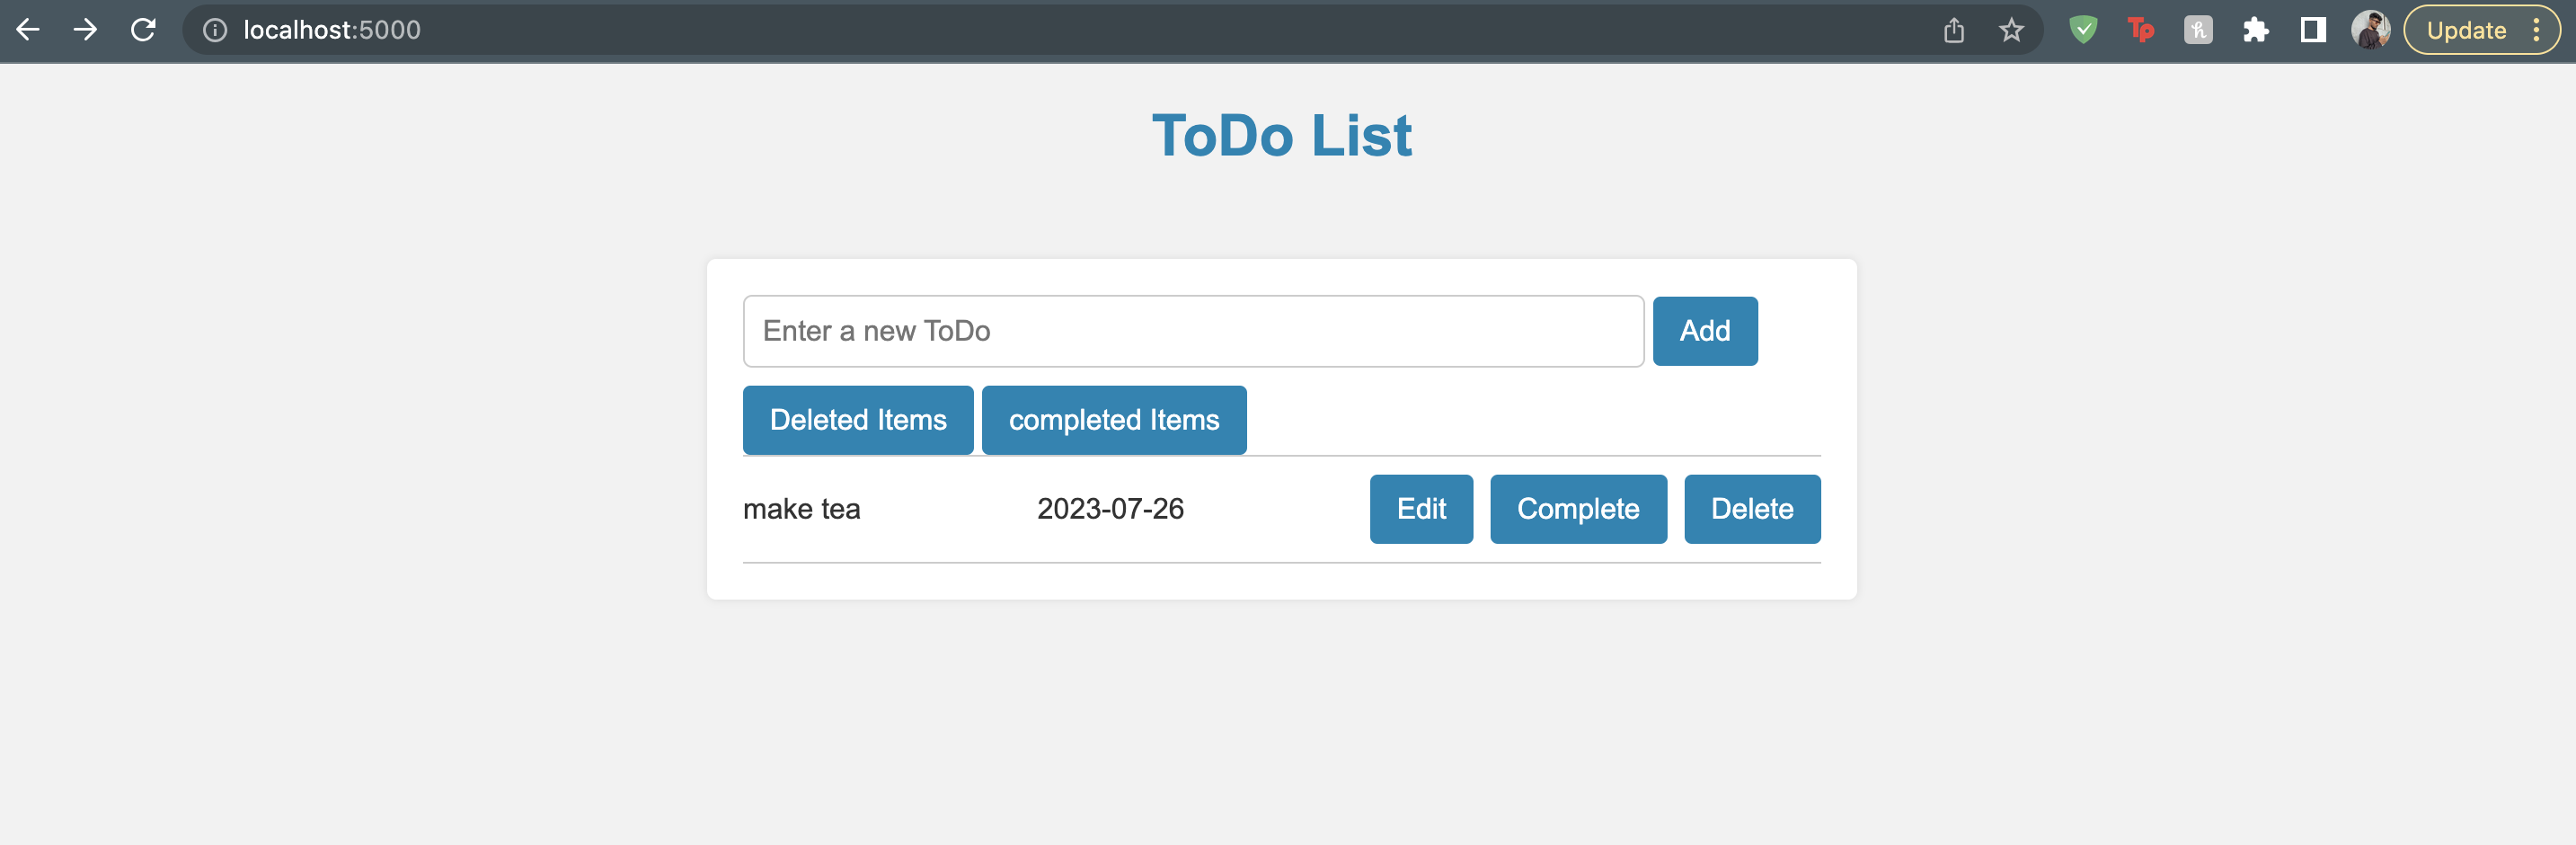 localhost:5000
Tp
h
Update
ToDo List
Enter a new ToDo Add
Deleted Items completed Items
make tea 2023-07-26 Edit Complete Delete